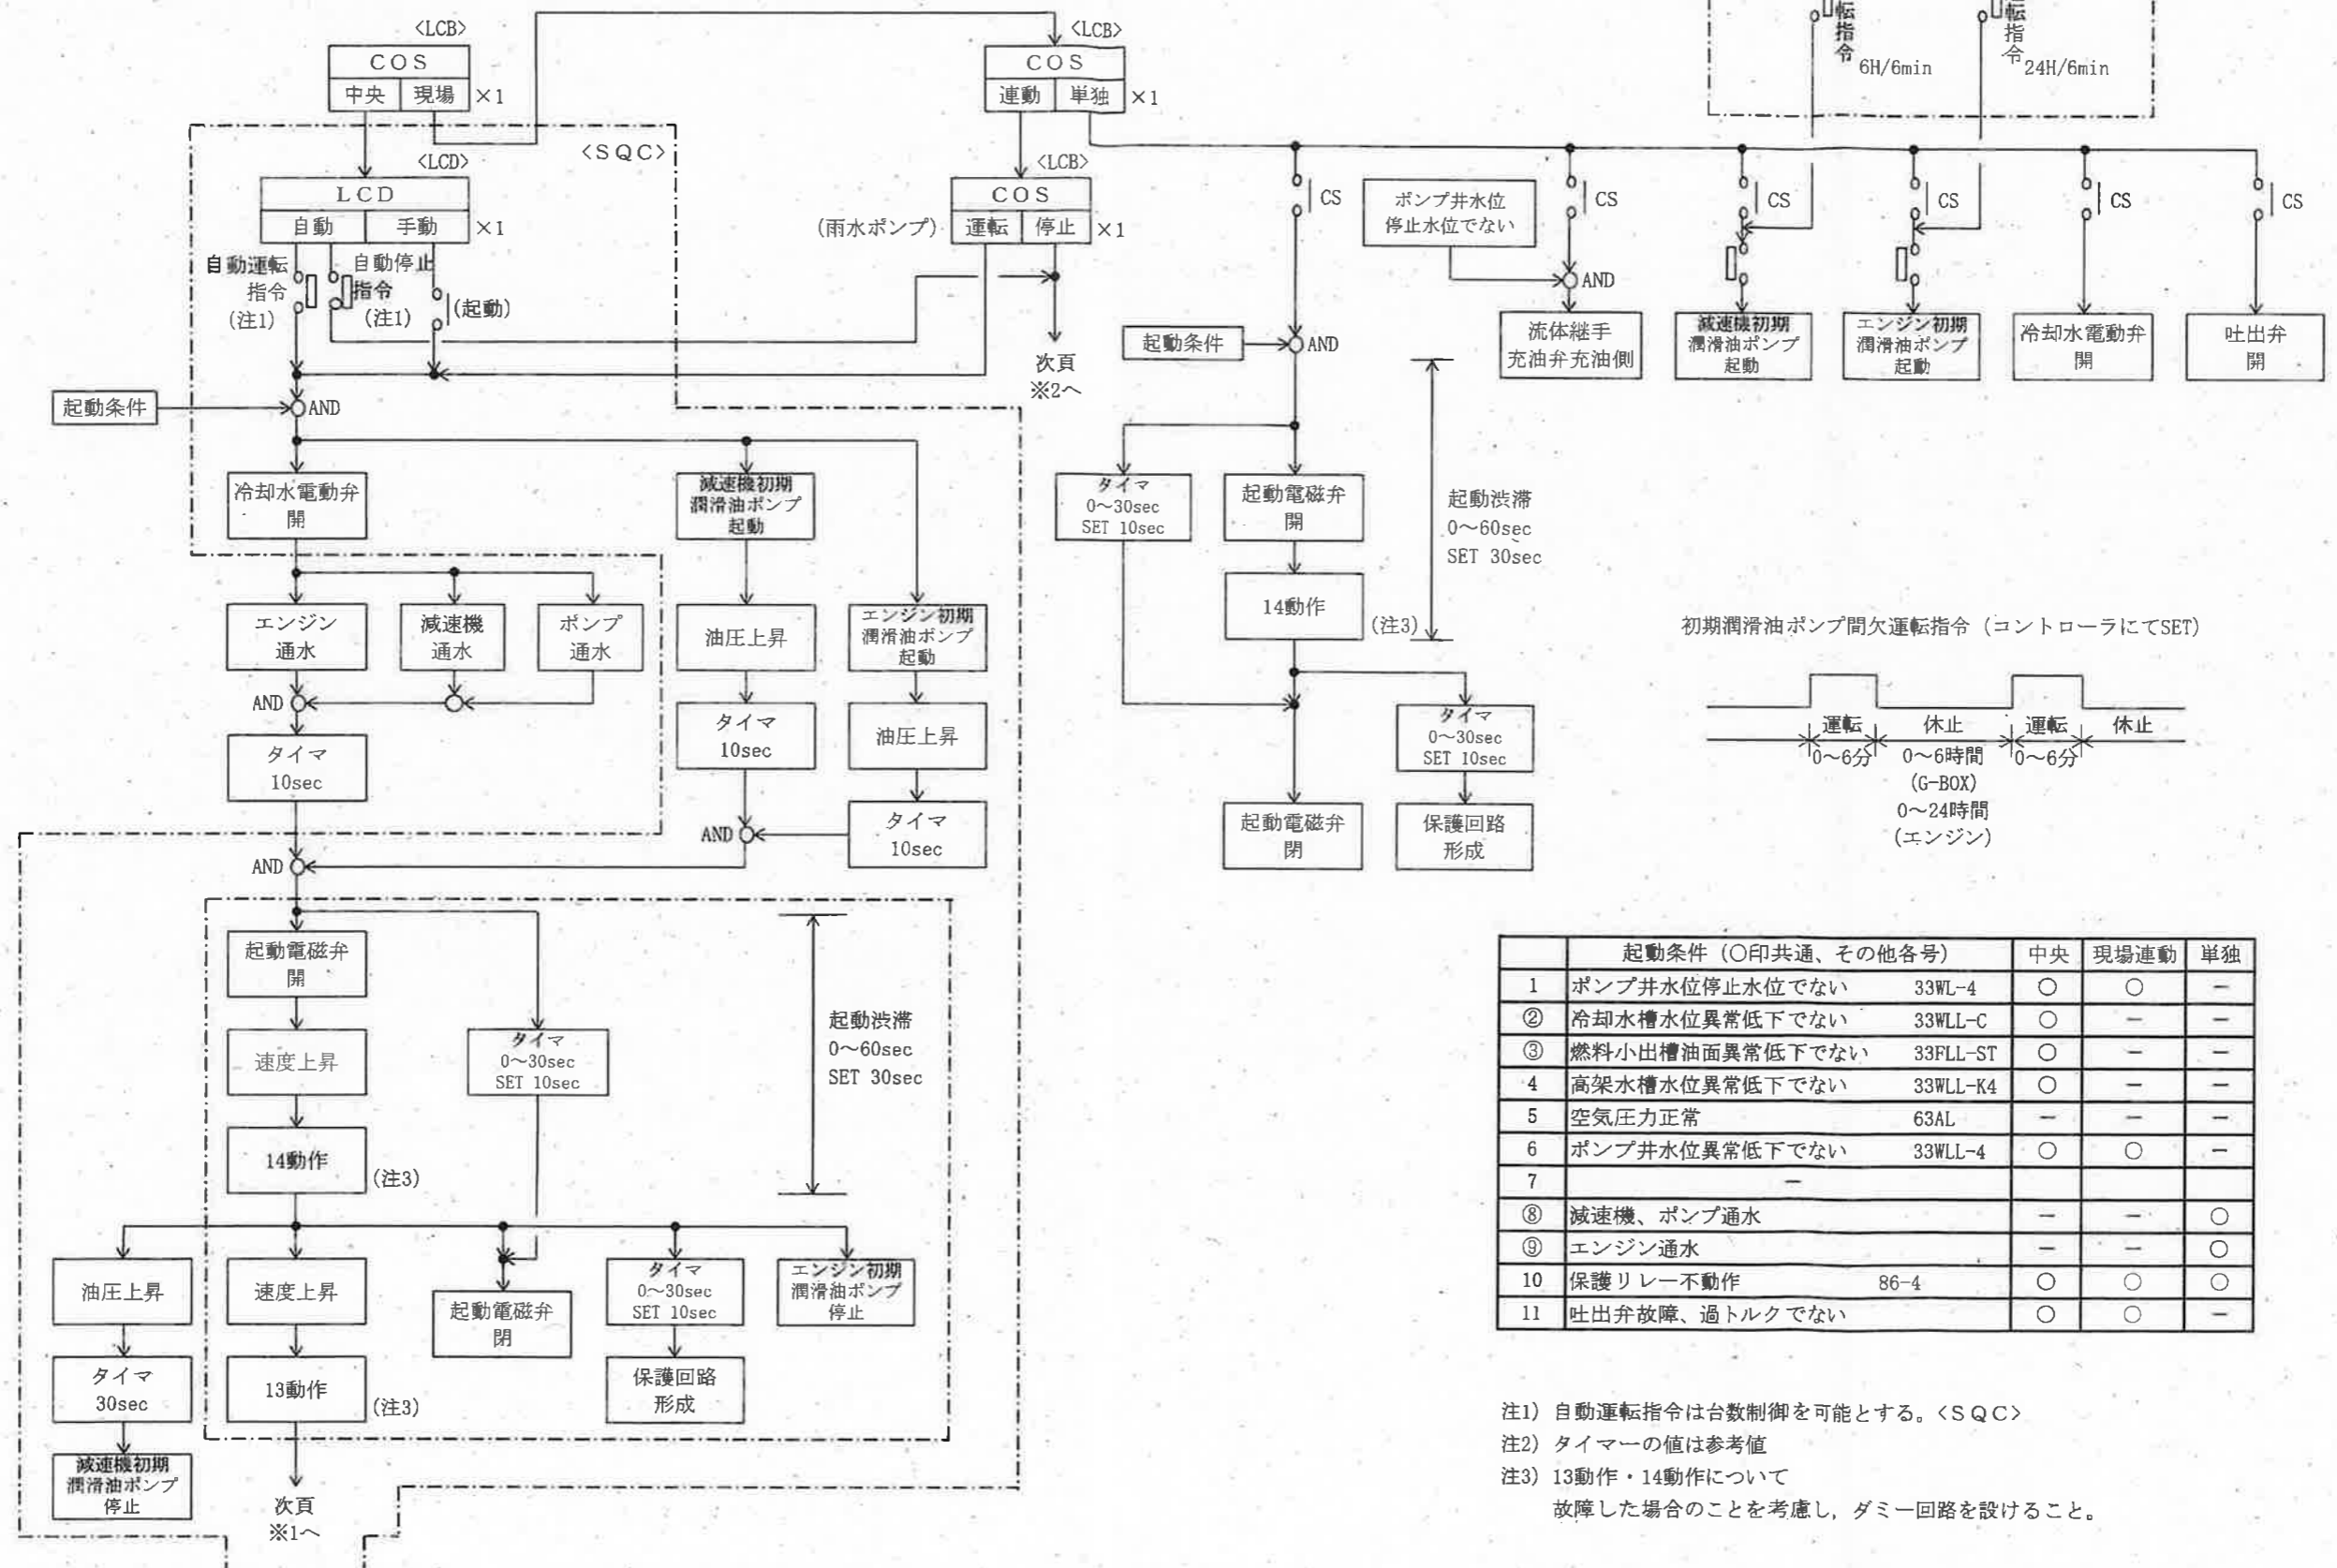 <LCB>
COS
中央 現場 ×1
<LCB>
COS
連動 単独 ×1
転指令
6H/6min
転指令
24H/6min
<SQC>
<LCD>
LCD
自動 手動 ×1
<LCB>
COS
(雨水ポンプ) 運転 停止 ×1
自動運転
指令
(注1)
自動停止
指令
(注1)
(起動)
次頁
※2へ
起動条件
AND
CS
ポンプ井水位
停止水位でない
CS
CS
CS
CS
CS
AND
起動条件
AND
流体継手
充油弁充油側
減速機初期
潤滑油ポンプ
起動
エンジン初期
潤滑油ポンプ
起動
冷却水電動弁
開
吐出弁
開
冷却水電動弁
開
減速機初期
潤滑油ポンプ
起動
エンジン
通水
減速機
通水
ポンプ
通水
油圧上昇
エンジン初期
潤滑油ポンプ
起動
AND
タイマ
10sec
タイマ
10sec
油圧上昇
AND
タイマ
10sec
AND
タイマ
0～30sec
SET 10sec
起動電磁弁
開
起動渋滞
0～60sec
SET 30sec
14動作
(注3)
タイマ
0～30sec
SET 10sec
起動電磁弁
閉
保護回路
形成
初期潤滑油ポンプ間欠運転指令（コントローラにてSET）
運転 休止 運転 休止
0～6分 0～6時間 0～6分
(G-BOX)
0～24時間
(エンジン)
起動電磁弁
開
速度上昇
タイマ
0～30sec
SET 10sec
起動渋滞
0～60sec
SET 30sec
14動作
(注3)
油圧上昇
速度上昇
起動電磁弁
閉
タイマ
0～30sec
SET 10sec
エンジン初期
潤滑油ポンプ
停止
タイマ
30sec
13動作
(注3)
保護回路
形成
減速機初期
潤滑油ポンプ
停止
次頁
※1へ
起動条件（○印共通、その他各号） 中央 現場連動 単独
1 ポンプ井水位停止水位でない 33WL-4 ○ ○ －
② 冷却水槽水位異常低下でない 33WLL-C ○ － －
③ 燃料小出槽油面異常低下でない 33FLL-ST ○ － －
4 高架水槽水位異常低下でない 33WLL-K4 ○ － －
5 空気圧力正常 63AL － － －
6 ポンプ井水位異常低下でない 33WLL-4 ○ ○ －
7 －
⑧ 減速機、ポンプ通水 － － ○
⑨ エンジン通水 － － ○
10 保護リレー不動作 86-4 ○ ○ ○
11 吐出弁故障、過トルクでない ○ ○ －
注1) 自動運転指令は台数制御を可能とする。<SQC>
注2) タイマーの値は参考値
注3) 13動作・14動作について
故障した場合のことを考慮し，ダミー回路を設けること。